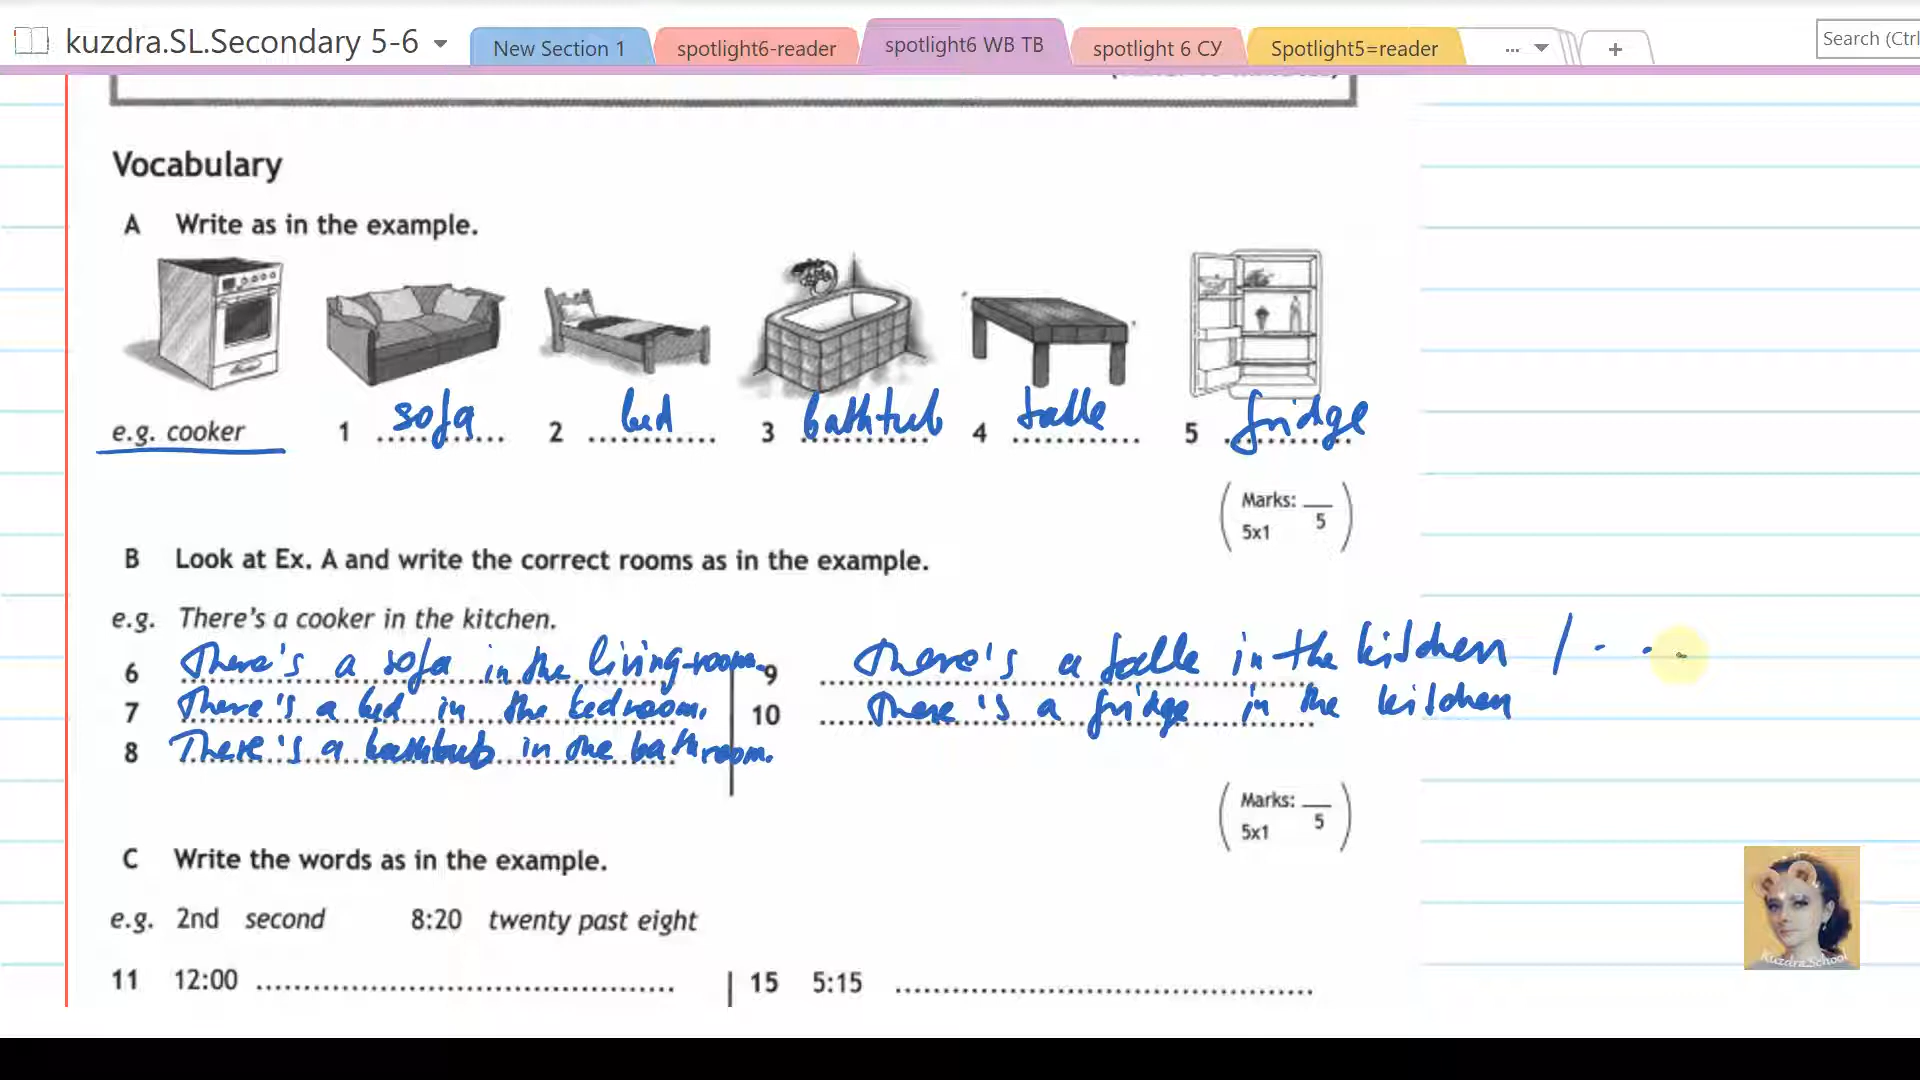 kuzdra.SL.Secondary 5-6
New Section 1
spotlight6-reader
spotlight6 WB TB
spotlight 6 СУ
Spotlight5=reader
...
+
Search (Ctrl
Vocabulary
A Write as in the example.
e.g. cooker 1 sofa 2 bed 3 bathtub 4 table 5 fridge
Marks: __
5x1 5
B Look at Ex. A and write the correct rooms as in the example.
e.g. There's a cooker in the kitchen.
6 There's a sofa in the living-room.
7 There's a bed in the bedroom.
8 There's a bathtub in the bathroom.
9 There's a table in the kitchen / . . .
10 There's a fridge in the kitchen
Marks: __
5x1 5
C Write the words as in the example.
e.g. 2nd second 8:20 twenty past eight
11 12:00 ........................................
15 5:15 ........................................
Kuzdra.School